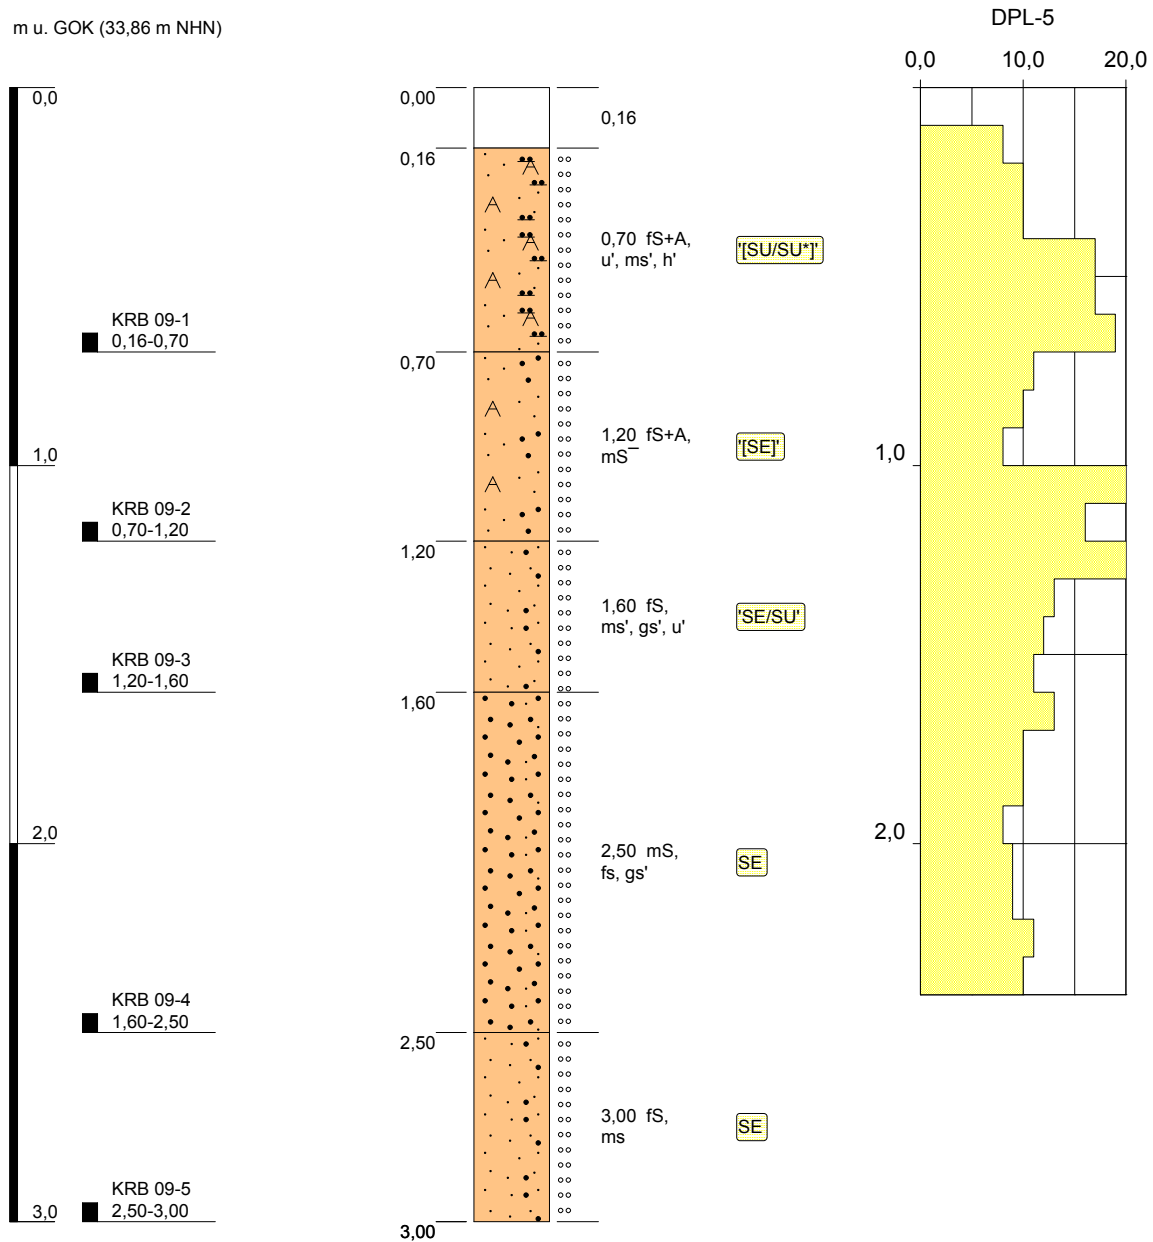 DPL-5
m u. GOK (33,86 m NHN)
0,0 10,0 20,0
0,0
0,00
0,16
0,16
0,70 fS+A,
u', ms', h'
'[SU/SU*]'
KRB 09-1
0,16-0,70
0,70
1,20 fS+A,
mS¯
'[SE]'
1,0
1,0
KRB 09-2
0,70-1,20
1,20
1,60 fS,
ms', gs', u'
'SE/SU'
KRB 09-3
1,20-1,60
1,60
2,0
2,0
2,50 mS,
fs, gs'
SE
KRB 09-4
1,60-2,50
2,50
3,00 fS,
ms
SE
KRB 09-5
2,50-3,00
3,0
3,00